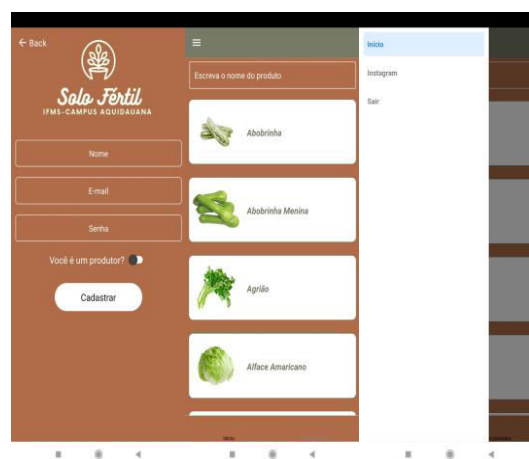 ← Back
Solo Fértil
IFMS-CAMPUS AQUIDAUANA
Nome
E-mail
Senha
Você é um produtor?
Cadastrar
Escreva o nome do produto
Abobrinha
Abobrinha Menina
Agrião
Alface Amaricano
Início
Instagram
Sair